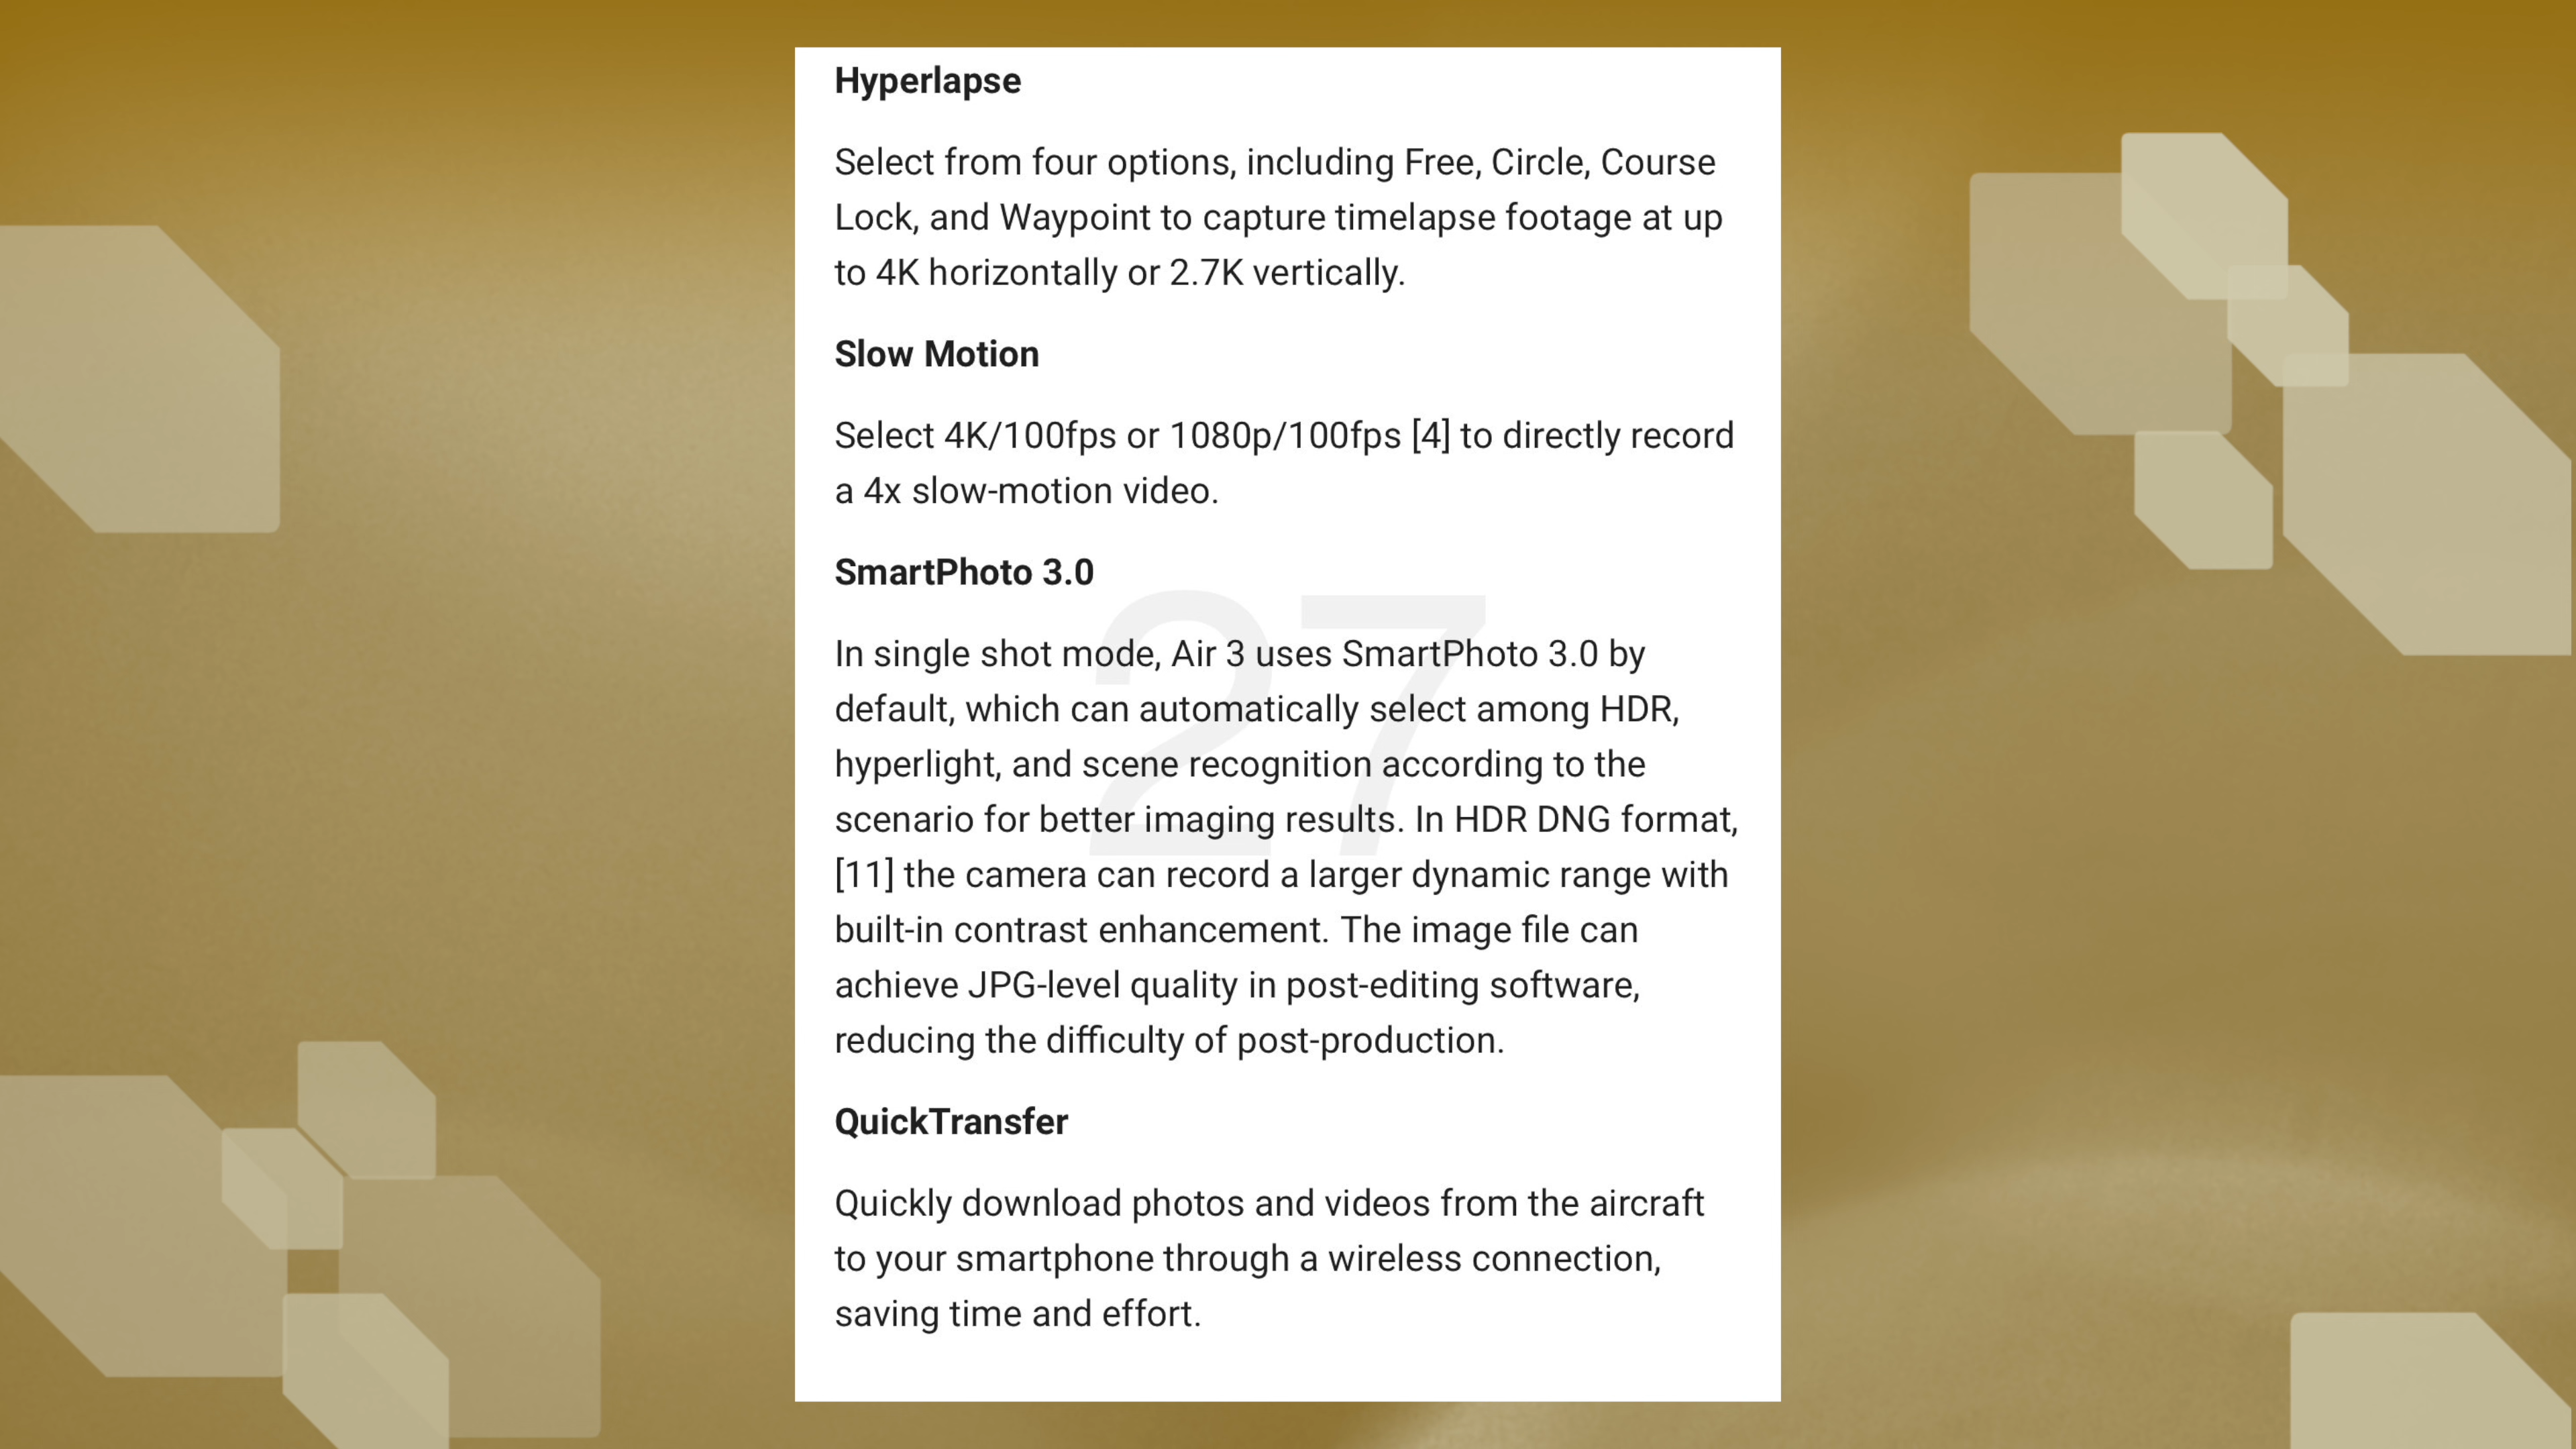 Hyperlapse
Select from four options, including Free, Circle, Course
Lock, and Waypoint to capture timelapse footage at up
to 4K horizontally or 2.7K vertically.
Slow Motion
Select 4K/100fps or 1080p/100fps [4] to directly record
a 4x slow-motion video.
SmartPhoto 3.0
27
In single shot mode, Air 3 uses SmartPhoto 3.0 by
default, which can automatically select among HDR,
hyperlight, and scene recognition according to the
scenario for better imaging results. In HDR DNG format,
[11] the camera can record a larger dynamic range with
built-in contrast enhancement. The image file can
achieve JPG-level quality in post-editing software,
reducing the difficulty of post-production.
QuickTransfer
Quickly download photos and videos from the aircraft
to your smartphone through a wireless connection,
saving time and effort.